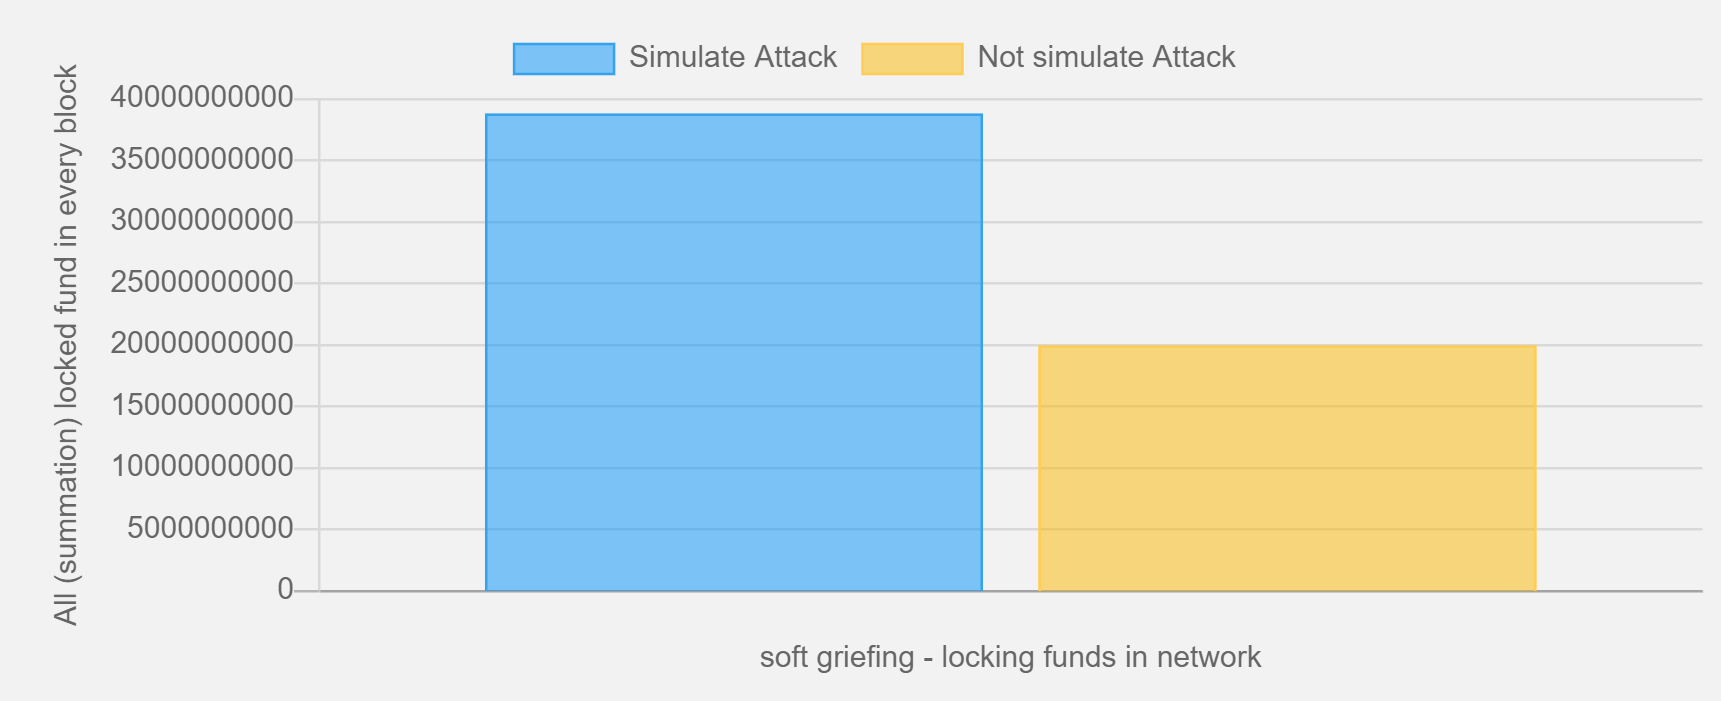 Simulate Attack
Not simulate Attack
All (summation) locked fund in every block
40000000000
35000000000
30000000000
25000000000
20000000000
15000000000
10000000000
5000000000
0
soft griefing - locking funds in network